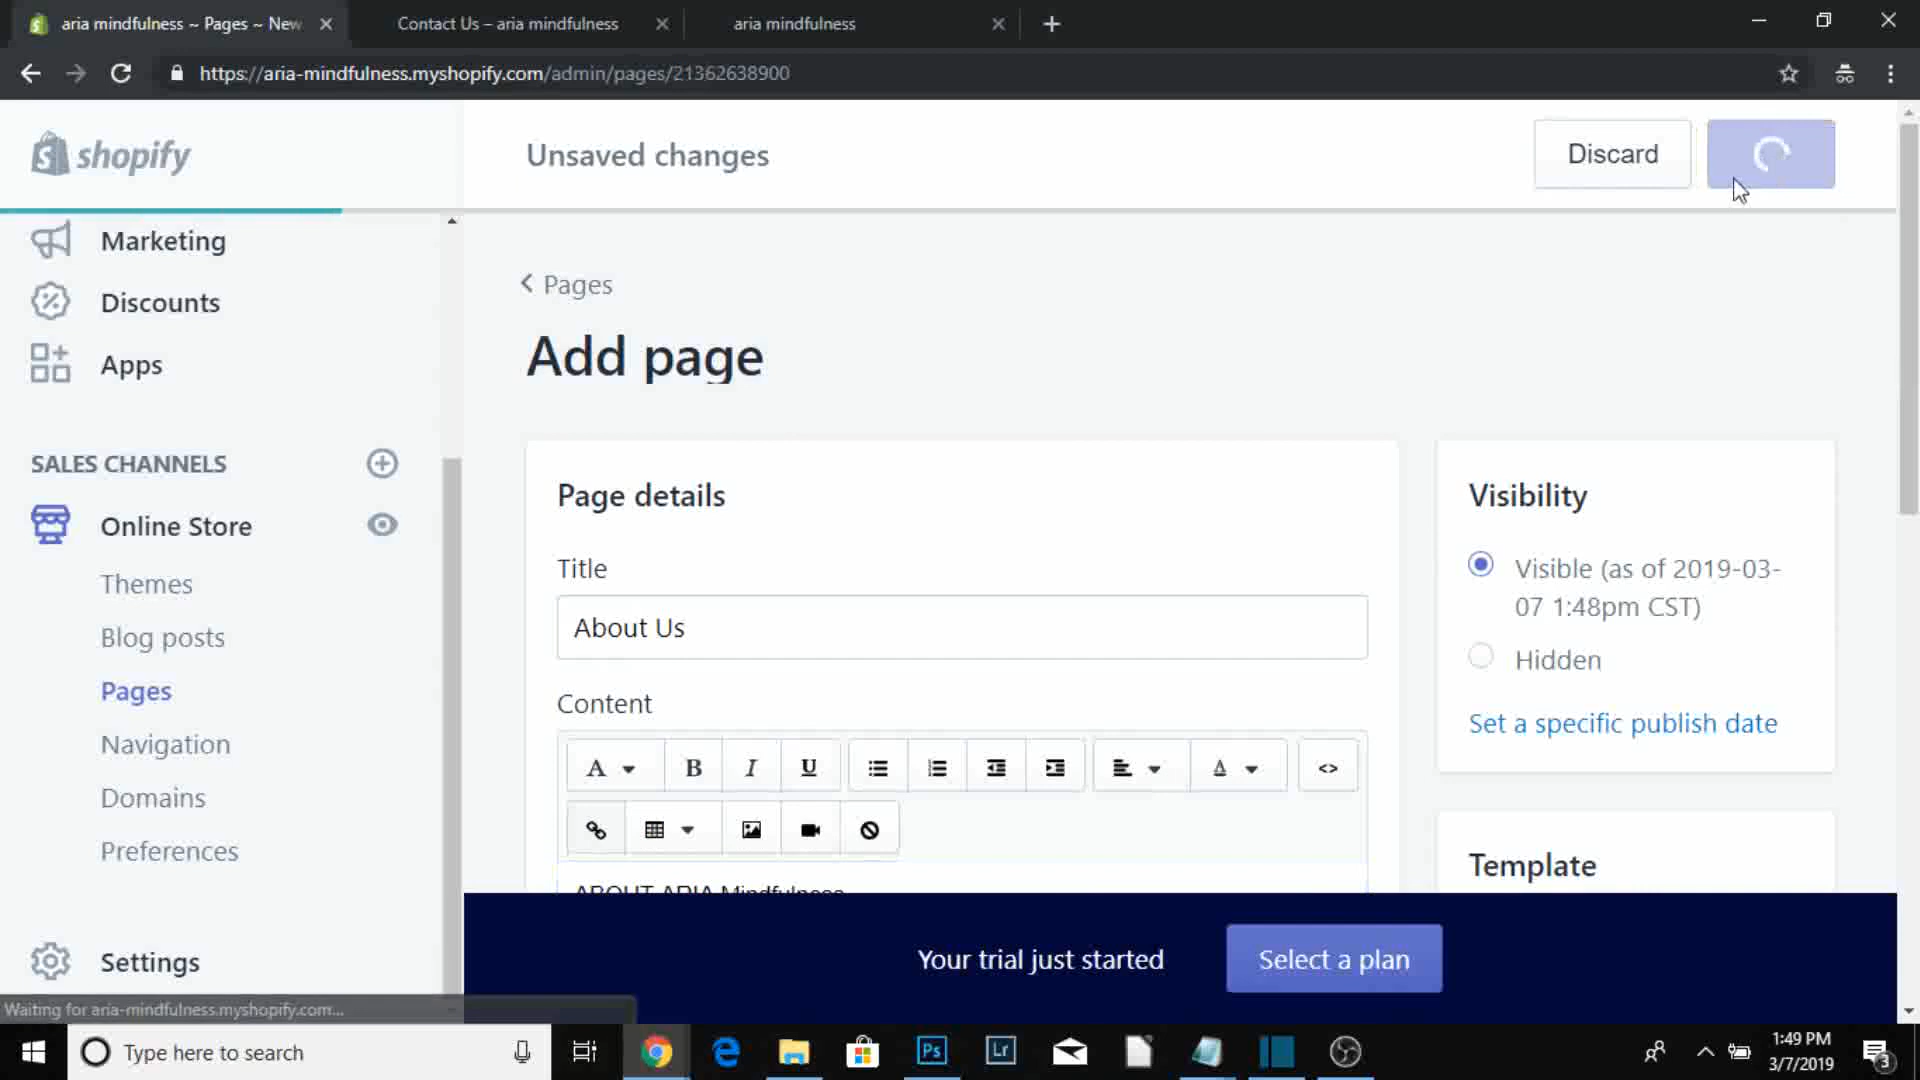 aria mindfulness ~ Pages ~ New
Contact Us – aria mindfulness
aria mindfulness
https://aria-mindfulness.myshopify.com/admin/pages/21362638900
shopify
Unsaved changes
Discard
Marketing
Discounts
Apps
SALES CHANNELS
Online Store
Themes
Blog posts
Pages
Navigation
Domains
Preferences
Settings
Pages
Add page
Page details
Title
About Us
Content
A
B
I
U
A
<>
ABOUT ARIA Mindfulness
Visibility
Visible (as of 2019-03-
07 1:48pm CST)
Hidden
Set a specific publish date
Template
Your trial just started
Select a plan
Waiting for aria-mindfulness.myshopify.com...
Type here to search
Ps
Lr
1:49 PM
3/7/2019
3